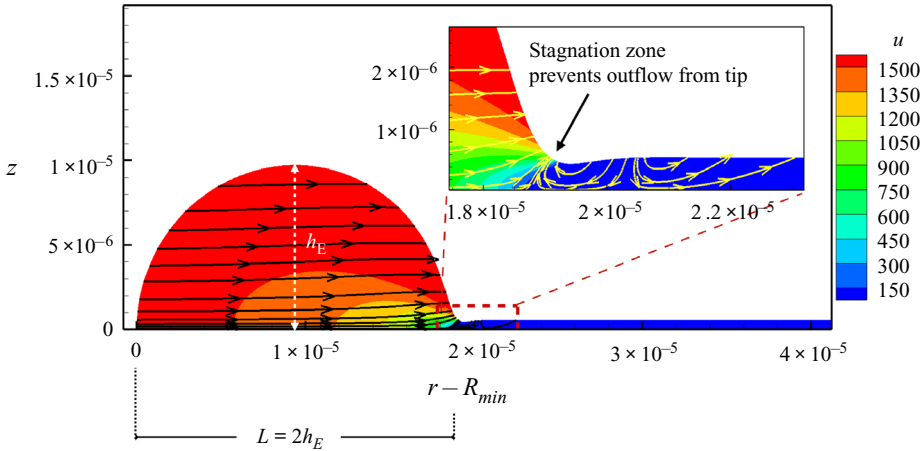 Stagnation zone
prevents outflow from tip
u
1500
1350
1200
1050
900
750
600
450
300
150
2 × 10⁻⁶
1 × 10⁻⁶
1.8 × 10⁻⁵
2 × 10⁻⁵
2.2 × 10⁻⁵
z
1.5 × 10⁻⁵
1 × 10⁻⁵
5 × 10⁻⁶
0
h_E
0
1 × 10⁻⁵
2 × 10⁻⁵
3 × 10⁻⁵
4 × 10⁻⁵
r − R_min
L = 2h_E